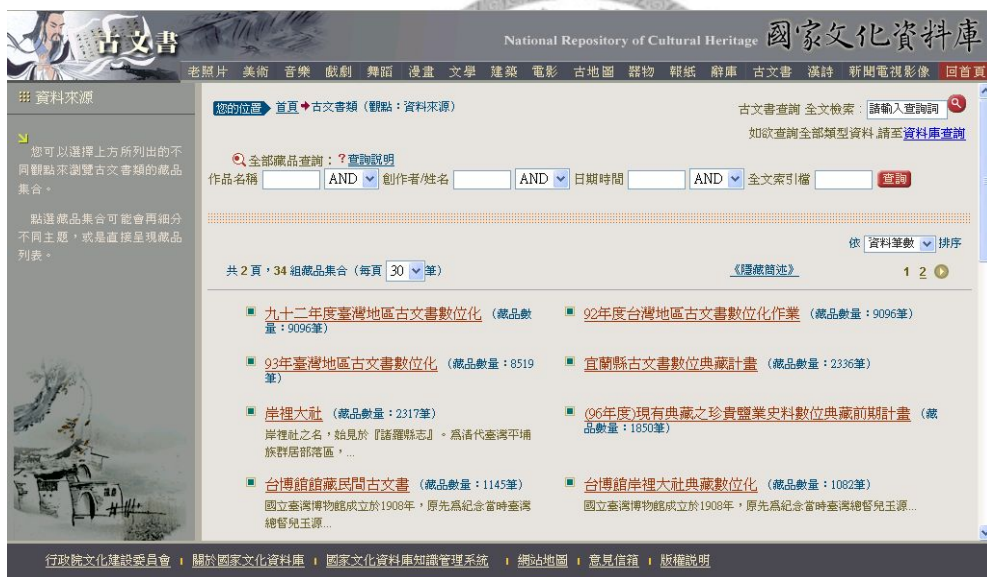 古文書
National Repository of Cultural Heritage 國家文化資料庫
老照片 美術 音樂 戲劇 舞蹈 漫畫 文學 建築 電影 古地圖 器物 報紙 辭庫 古文書 漢詩 新聞電視影像 回首頁
資料來源
您可以選擇上方所列出的不
同觀點來瀏覽古文書類的藏品
集合。
點選藏品集合可能會再細分
不同主題,或是直接呈現藏品
列表。
您的位置 首頁 古文書類 (觀點:資料來源)
古文書查詢 全文檢索: 請輸入查詢詞
如欲查詢全部類型資料,請至資料庫查詢
全部藏品查詢:?查詢說明
作品名稱 AND 創作者/姓名 AND 日期時間 AND 全文索引檔 查詢
依 資料筆數 排序
共2頁,34 組藏品集合 (每頁 30 筆) 《隱藏簡述》 1 2
九十二年度臺灣地區古文書數位化 (藏品數
量:9096筆)
92年度台灣地區古文書數位化作業 (藏品數量:9096筆)
93年臺灣地區古文書數位化 (藏品數量:8519
筆)
宜蘭縣古文書數位典藏計畫 (藏品數量:2336筆)
岸裡大社 (藏品數量:2317筆)
岸裡社之名,始見於『諸羅縣志』。為清代臺灣平埔
族群居部落區,...
(96年度)現有典藏之珍貴鹽業史料數位典藏前期計畫 (藏
品數量:1850筆)
台博館館藏民間古文書 (藏品數量:1145筆)
國立臺灣博物館成立於1908年,原先為紀念當時臺灣
總督兒玉源...
台博館岸裡大社典藏數位化 (藏品數量:1082筆)
國立臺灣博物館成立於1908年,原先為紀念當時臺灣總督兒玉源...
行政院文化建設委員會 關於國家文化資料庫 國家文化資料庫知識管理系統 網站地圖 意見信箱 版權說明